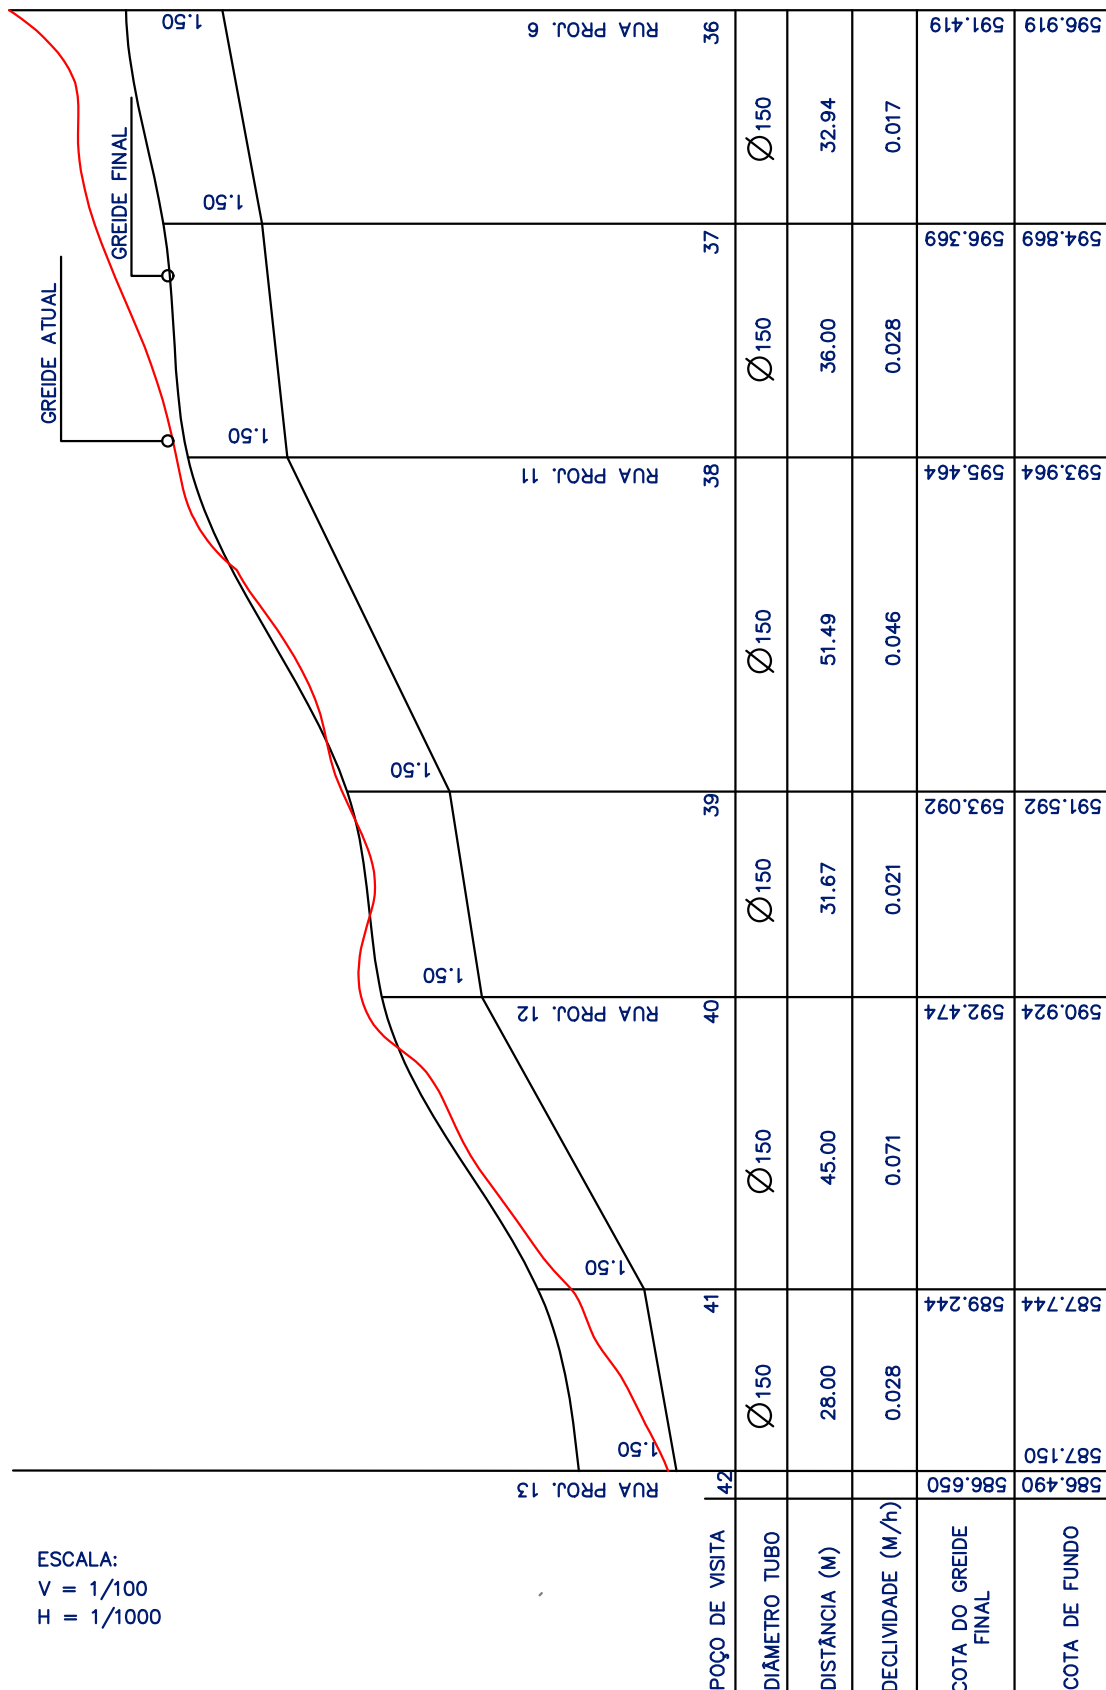 GREIDE ATUAL
GREIDE FINAL
1.50
1.50
1.50
1.50
1.50
1.50
1.50
RUA PROJ. 6
RUA PROJ. 11
RUA PROJ. 12
RUA PROJ. 13
POÇO DE VISITA
42
41
40
39
38
37
36
DIÂMETRO TUBO
Ø150
Ø150
Ø150
Ø150
Ø150
Ø150
DISTÂNCIA (M)
28.00
45.00
31.67
51.49
36.00
32.94
DECLIVIDADE (M/h)
0.028
0.071
0.021
0.046
0.028
0.017
COTA DO GREIDE
FINAL
586.650
589.244
592.474
593.092
595.464
596.369
591.419
COTA DE FUNDO
586.490
587.150
587.744
590.924
591.592
593.964
594.869
596.919
ESCALA:
V = 1/100
H = 1/1000